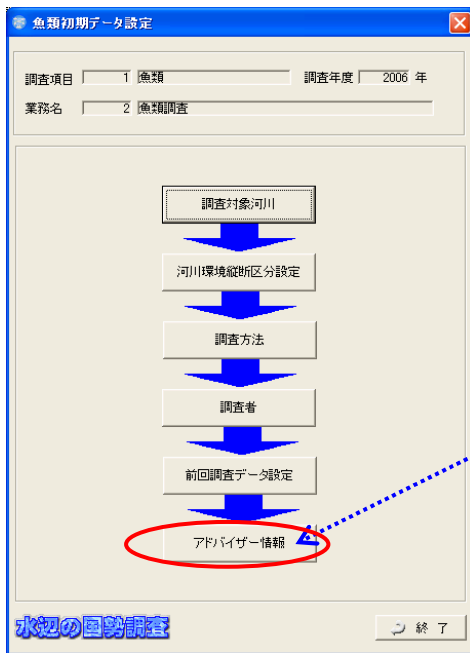 魚類初期データ設定
調査項目 1 魚類 調査年度 2006 年
業務名 2 魚類調査
調査対象河川
河川環境縦断区分設定
調査方法
調査者
前回調査データ設定
アドバイザー情報
水辺の国勢調査 終 了